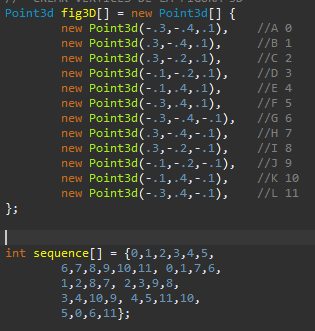 // CREAR VERTICES DE LA FIGURA 3D
Point3d fig3D[] = new Point3d[] {
new Point3d(-.3,-.4,.1), //A 0
new Point3d(.3,-.4,.1), //B 1
new Point3d(.3,-.2,.1), //C 2
new Point3d(-.1,-.2,.1), //D 3
new Point3d(-.1,.4,.1), //E 4
new Point3d(-.3,.4,.1), //F 5
new Point3d(-.3,-.4,-.1), //G 6
new Point3d(.3,-.4,-.1), //H 7
new Point3d(.3,-.2,-.1), //I 8
new Point3d(-.1,-.2,-.1), //J 9
new Point3d(-.1,.4,-.1), //K 10
new Point3d(-.3,.4,-.1), //L 11
};
int sequence[] = {0,1,2,3,4,5,
6,7,8,9,10,11, 0,1,7,6,
1,2,8,7, 2,3,9,8,
3,4,10,9, 4,5,11,10,
5,0,6,11};